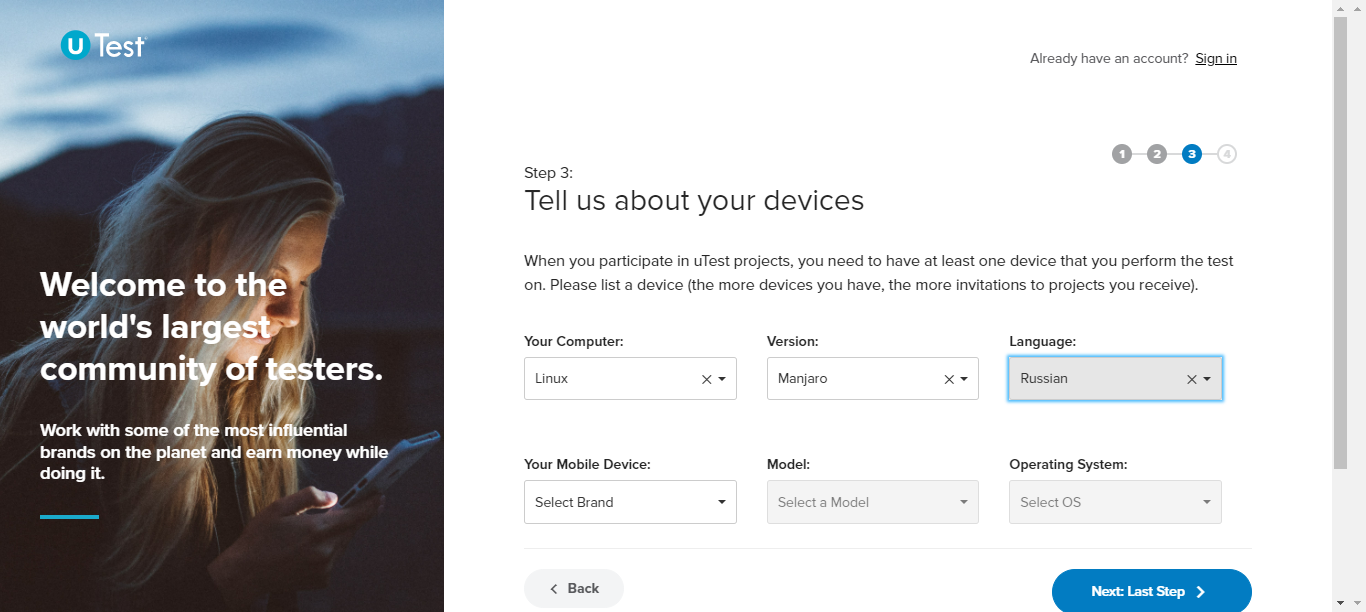 uTest
Already have an account? Sign in
1 2 3 4
Step 3:
Tell us about your devices
Welcome to the
world's largest
community of testers.
Work with some of the most influential
brands on the planet and earn money while
doing it.
When you participate in uTest projects, you need to have at least one device that you perform the test
on. Please list a device (the more devices you have, the more invitations to projects you receive).
Your Computer: Version: Language:
Linux Manjaro Russian
Your Mobile Device: Model: Operating System:
Select Brand Select a Model Select OS
Back Next: Last Step